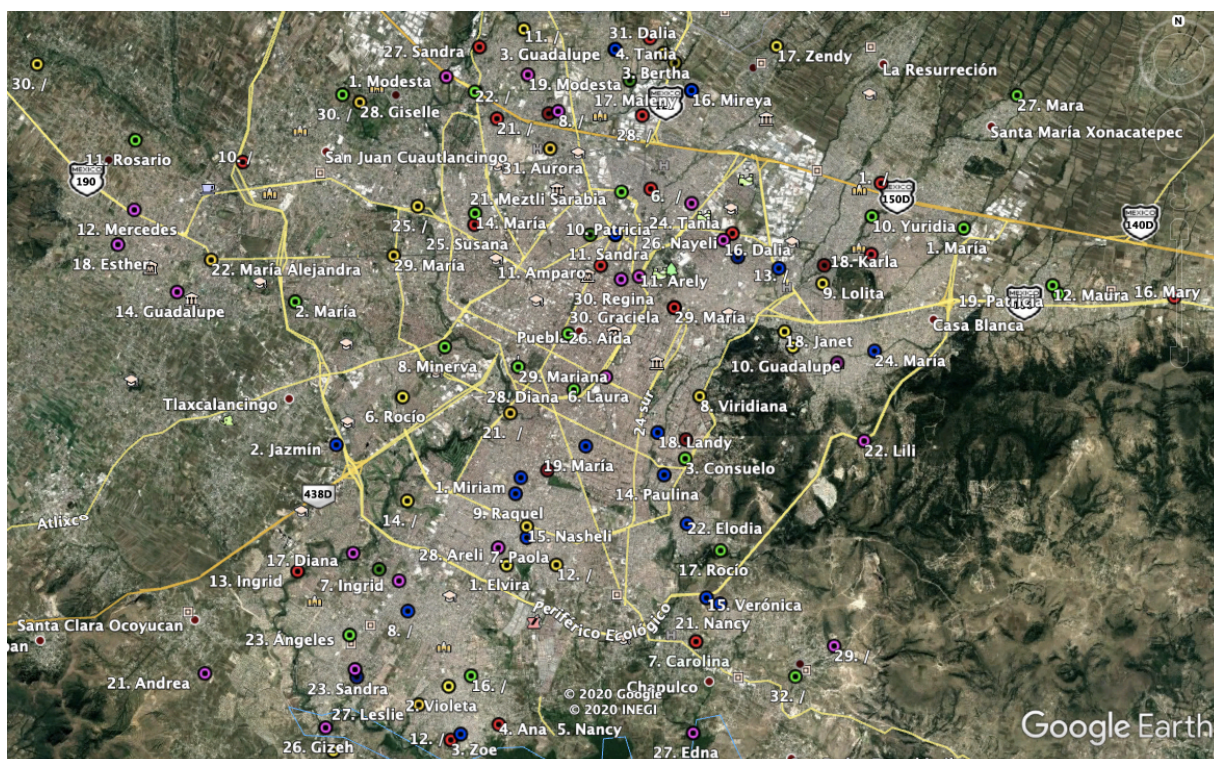 N
31. Dalia
11. /
27. Sandra
3. Guadalupe
4. Tania
17. Zendy
La Resurreción
3. Bertha
30. /
1. Modesta
19. Modesta
22. /
17. Maleny
MEXICO
16. Mireya
27. Mara
30. /
28. Giselle
8. /
21. /
28. /
Santa María Xonacatepec
11. Rosario
10. /
San Juan Cuautlancingo
31. Aurora
MEXICO
190
1. /
MEXICO
150D
21. Meztli Sarabia
6. /
12. Mercedes
25. /
14. María
24. Tania
10. Yuridia
MEXICO
140D
10. Patricia
18. Esther
25. Susana
26. Nayeli
16. Dalia
1. María
22. María Alejandra
29. María
11. Sandra
18. Karla
11. Amparo
11. Arely
13. /
9. Lolita
14. Guadalupe
2. María
30. Regina
19. Patricia
MEXICO
12. Maura
16. Mary
30. Graciela
29. María
Casa Blanca
Puebla
26. Aida
18. Janet
8. Minerva
10. Guadalupe
24. María
29. Mariana
Tlaxcalancingo
28. Diana
6. Laura
24 sur
8. Viridiana
6. Rocío
21. /
2. Jazmín
18. Landy
22. Lili
19. María
3. Consuelo
438D
1. Miriam
14. Paulina
Atlixco
14. /
9. Raquel
22. Elodia
15. Nasheli
17. Diana
28. Areli
7. Paola
13. Ingrid
7. Ingrid
1. Elvira
12. /
17. Rocío
Periférico Ecológico
15. Verónica
Santa Clara Ocoyucan
8. /
21. Nancy
23. Angeles
pan
7. Carolina
29. /
21. Andrea
23. Sandra
16. /
Chapulco
32. /
© 2020 Google
2. Violeta
© 2020 INEGI
27. Leslie
4. Ana
5. Nancy
Google Earth
26. Gizeh
12. /
3. Zoe
27. Edna